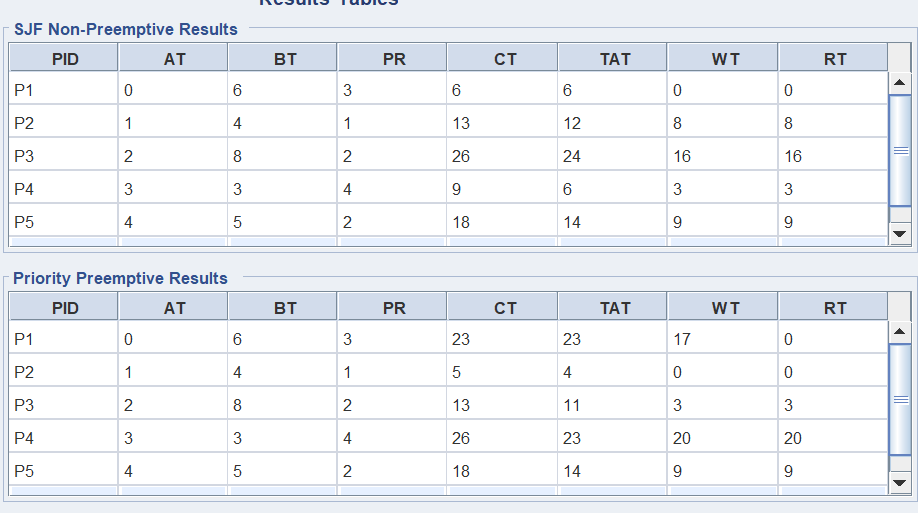 Results Tables
SJF Non-Preemptive Results
PID AT BT PR CT TAT WT RT
P1 0 6 3 6 6 0 0
P2 1 4 1 13 12 8 8
P3 2 8 2 26 24 16 16
P4 3 3 4 9 6 3 3
P5 4 5 2 18 14 9 9
Priority Preemptive Results
PID AT BT PR CT TAT WT RT
P1 0 6 3 23 23 17 0
P2 1 4 1 5 4 0 0
P3 2 8 2 13 11 3 3
P4 3 3 4 26 23 20 20
P5 4 5 2 18 14 9 9